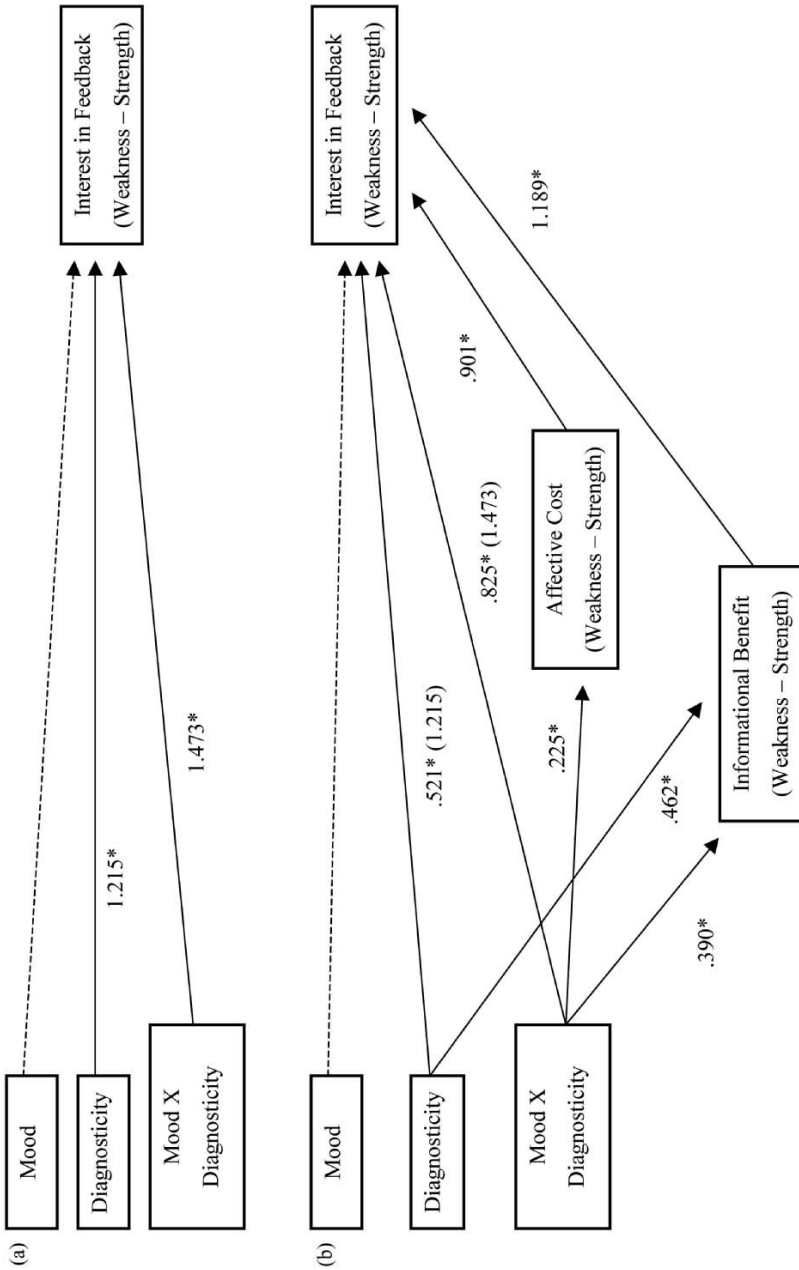 (a)
Mood
Diagnosticity
Mood X
Diagnosticity
1.215*
1.473*
Interest in Feedback
(Weakness – Strength)
(b)
Mood
Diagnosticity
Mood X
Diagnosticity
.521* (1.215)
.825* (1.473)
.462*
.225*
.390*
Affective Cost
(Weakness – Strength)
Informational Benefit
(Weakness – Strength)
.901*
1.189*
Interest in Feedback
(Weakness – Strength)